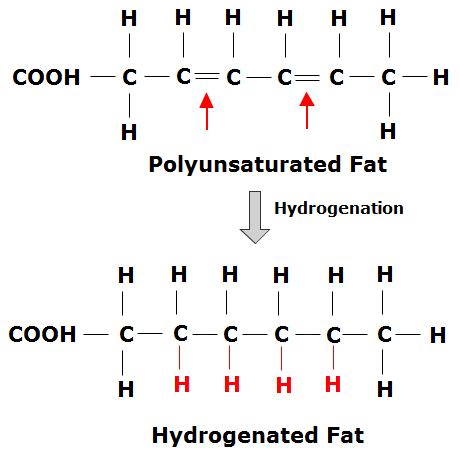 H H H H H H
COOH C C C C C C H
H H
Polyunsaturated Fat
Hydrogenation
H H H H H H
COOH C C C C C C H
H H H H H H
Hydrogenated Fat